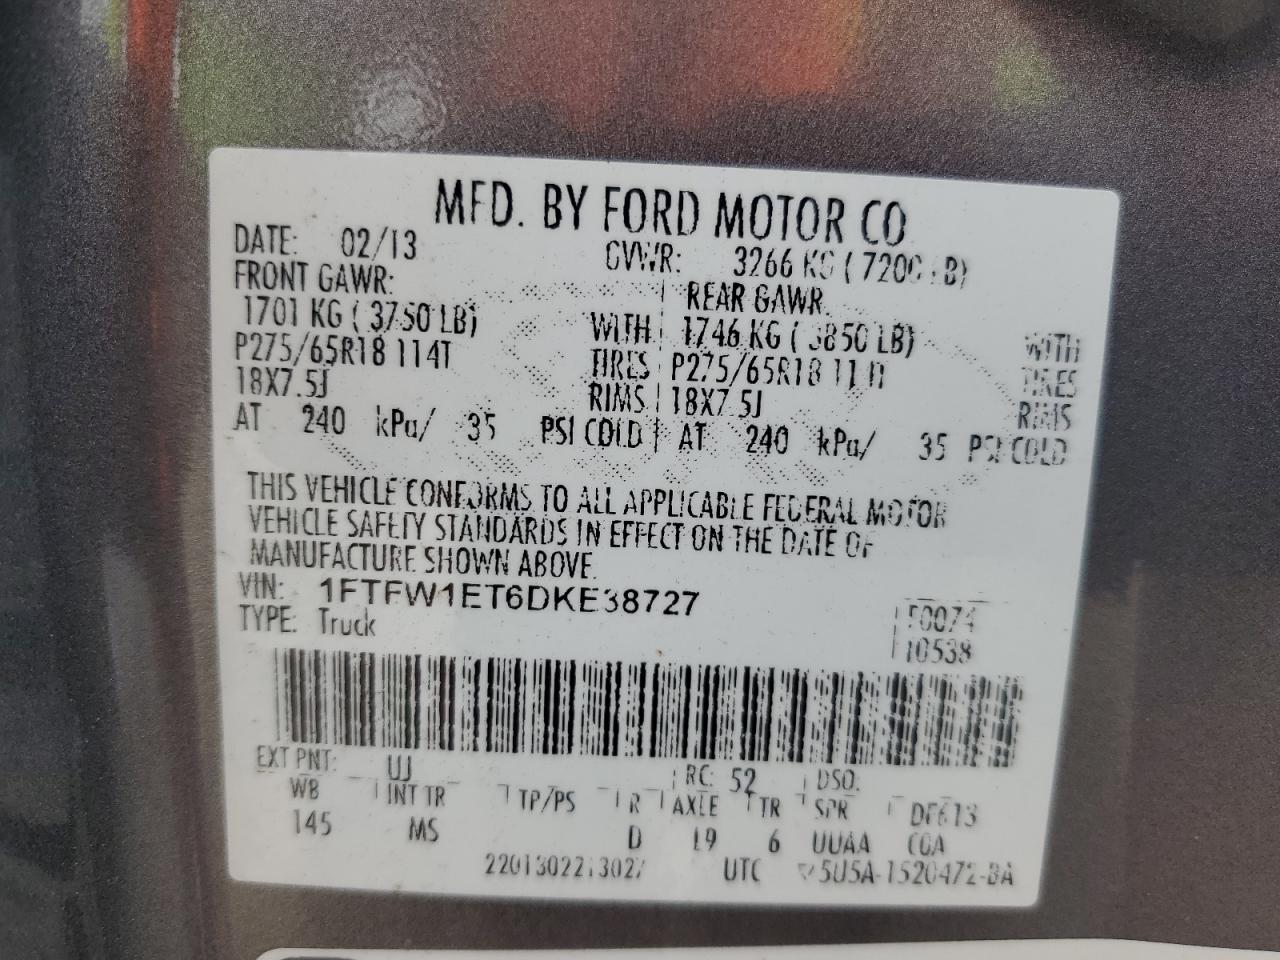 MFD. BY FORD MOTOR CO
DATE: 02/13 GVWR: 3266 KG ( 7200 LB)
FRONT GAWR: REAR GAWR:
1701 KG ( 3750 LB) WITH 1746 KG ( 3850 LB) WITH
P275/65R18 114T TIRES P275/65R18 114T TIRES
18X7.5J RIMS 18X7.5J RIMS
AT 240 kPa/ 35 PSI COLD AT 240 kPa/ 35 PSI COLD
THIS VEHICLE CONFORMS TO ALL APPLICABLE FEDERAL MOTOR
VEHICLE SAFETY STANDARDS IN EFFECT ON THE DATE OF
MANUFACTURE SHOWN ABOVE.
VIN: 1FTFW1ET6DKE38727
TYPE: Truck F0074
10538
EXT PNT: UJ RC: 52 DSO:
WB INT TR TP/PS R AXLE TR SPR DF613
145 MS D 19 6 UUAA CGA
UTC 5U5A-1520472-BA